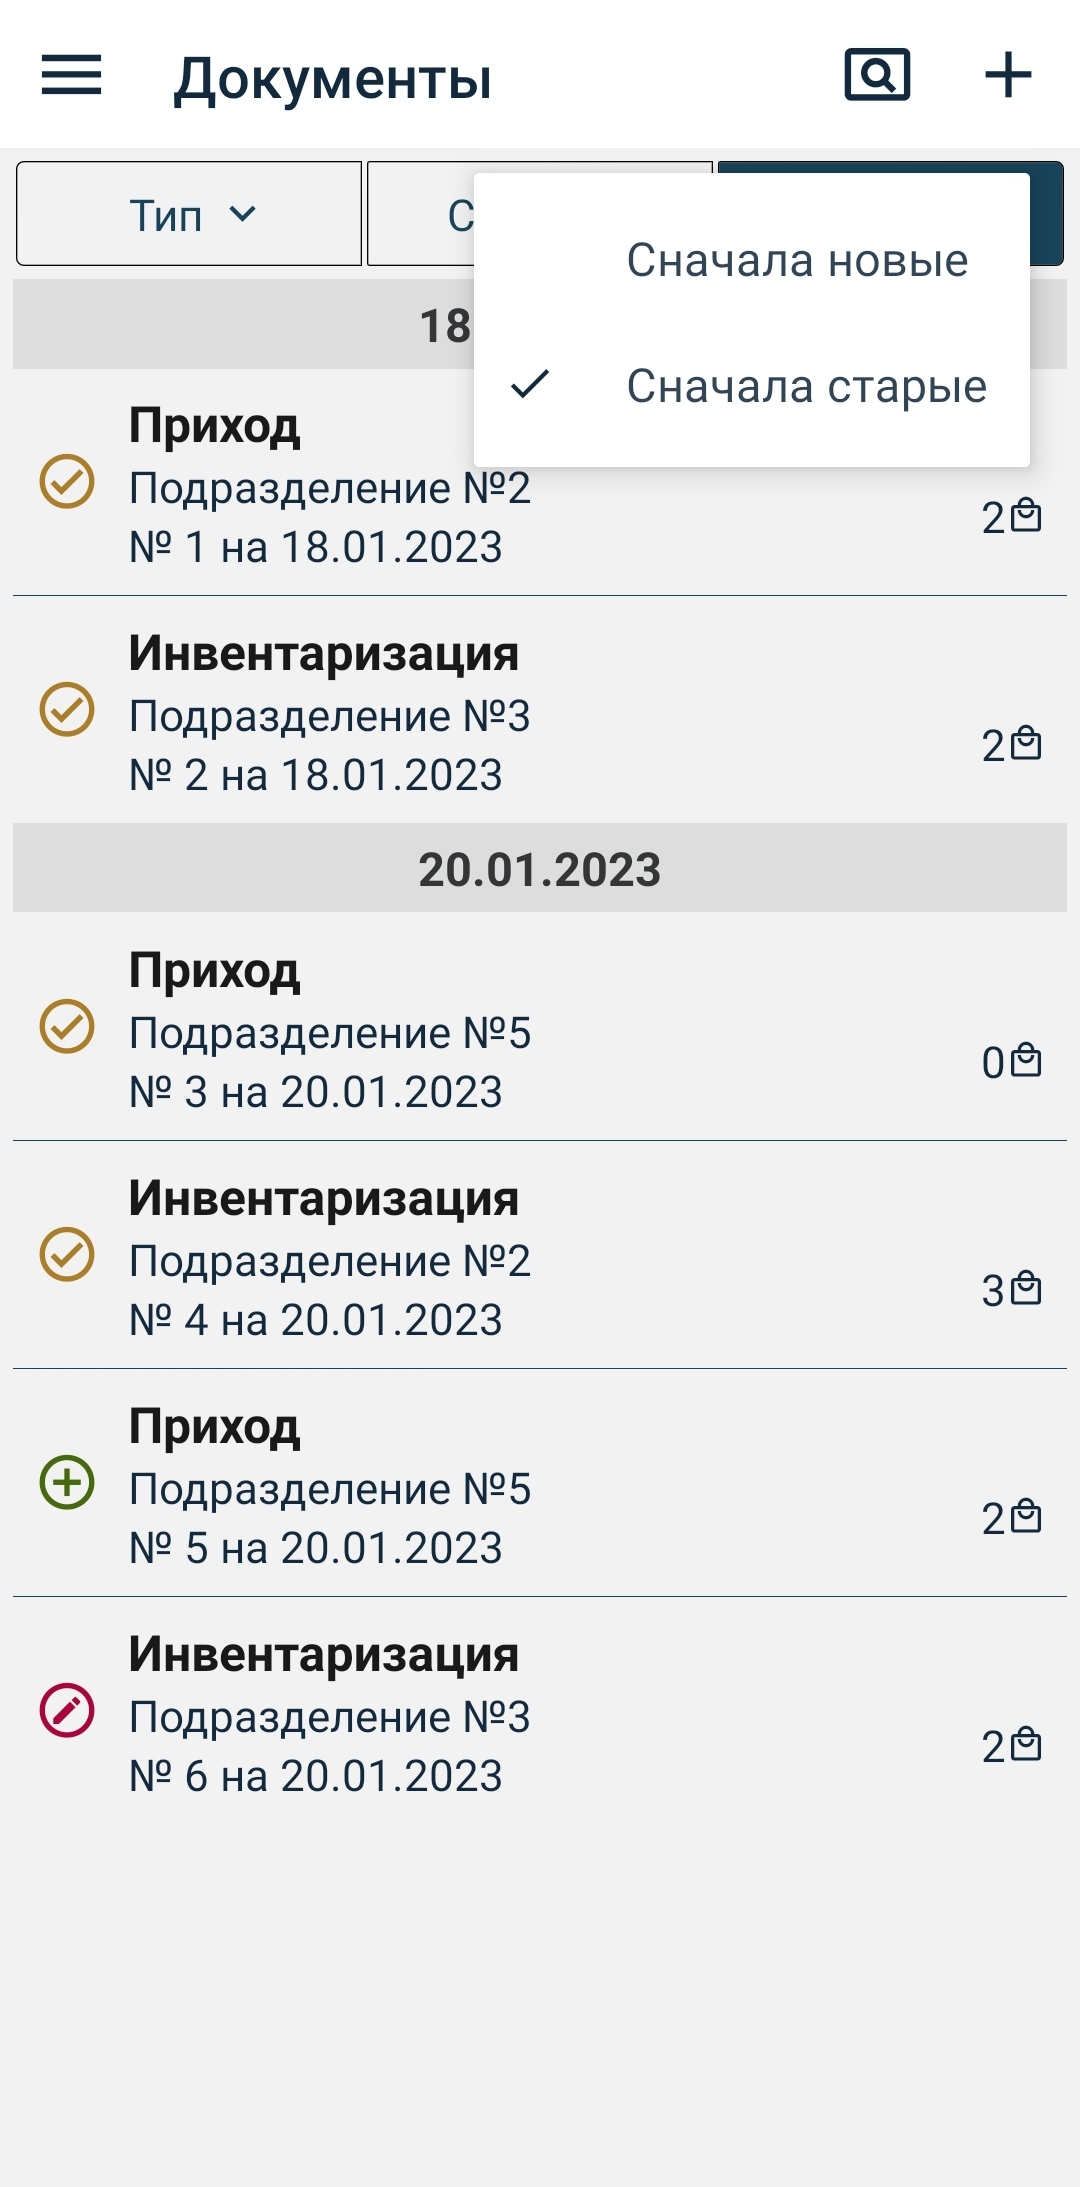 Документы
Тип
С
Сначала новые
Сначала старые
18
Приход
Подразделение №2
№ 1 на 18.01.2023
2
Инвентаризация
Подразделение №3
№ 2 на 18.01.2023
2
20.01.2023
Приход
Подразделение №5
№ 3 на 20.01.2023
0
Инвентаризация
Подразделение №2
№ 4 на 20.01.2023
3
Приход
Подразделение №5
№ 5 на 20.01.2023
2
Инвентаризация
Подразделение №3
№ 6 на 20.01.2023
2